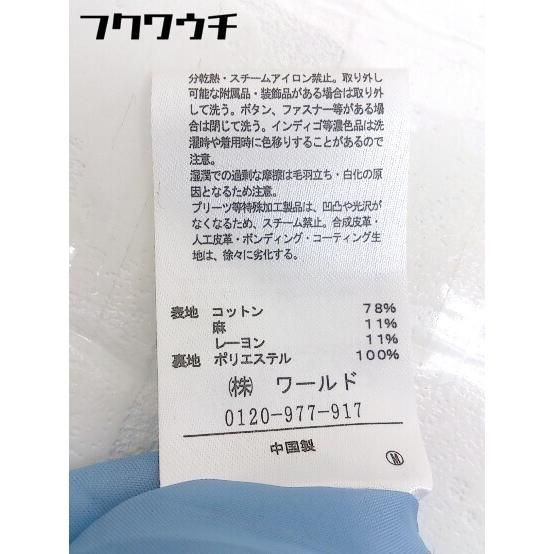 フクワウチ
分乾熱・スチームアイロン禁止。取り外し
可能な附属品・装飾品がある場合は取り外
して洗う。ボタン、ファスナー等がある場
合は閉じて洗う。インディゴ等濃色品は洗
濯時や着用時に色移りすることがあるので
注意。
湿潤での過剰な摩擦は毛羽立ち・白化の原
因となるため注意。
プリーツ等特殊加工製品は、凹凸や光沢が
なくなるため、スチーム禁止。合成皮革・
人工皮革・ボンディング・コーティング生
地は、徐々に劣化する。
表地 コットン 78%
麻 11%
レーヨン 11%
裏地 ポリエステル 100%
㈱ ワールド
0120-977-917
中国製